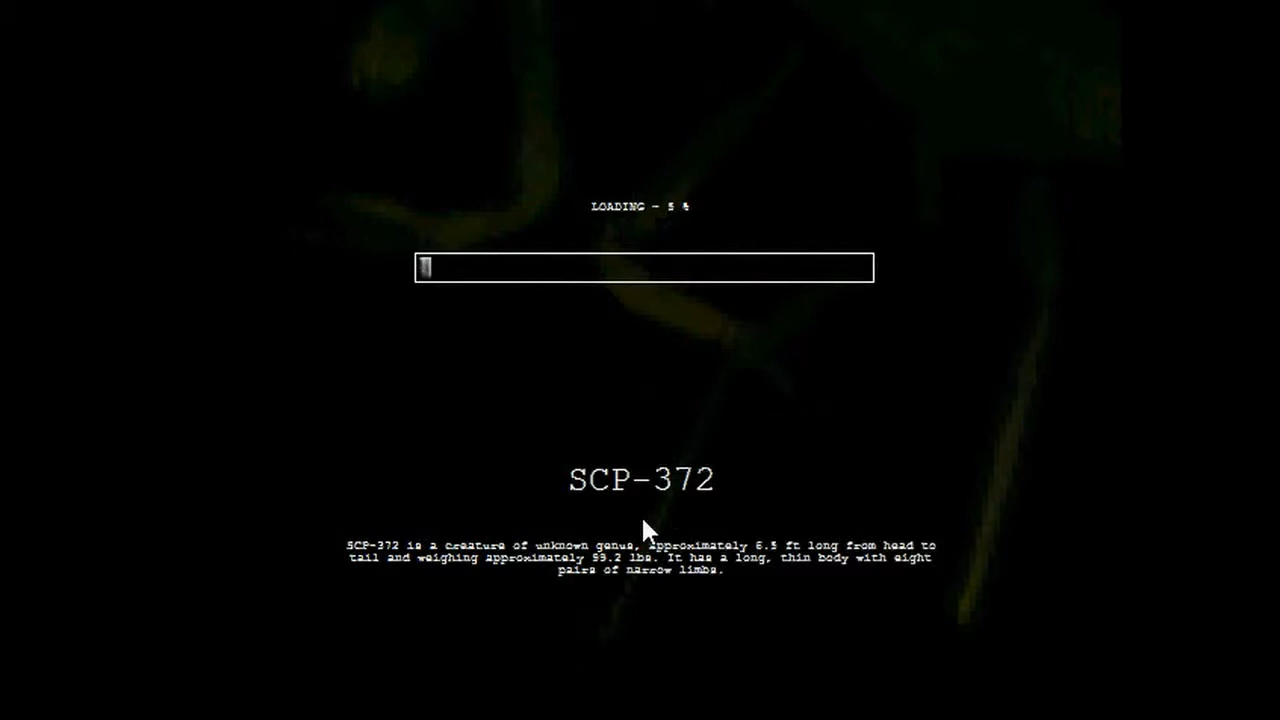 LOADING - 5 %
SCP-372
SCP-372 is a creature of unknown genus, approximately 6.5 ft long from head to
tail and weighing approximately 99.2 lbs. It has a long, thin body with eight
pairs of narrow limbs.